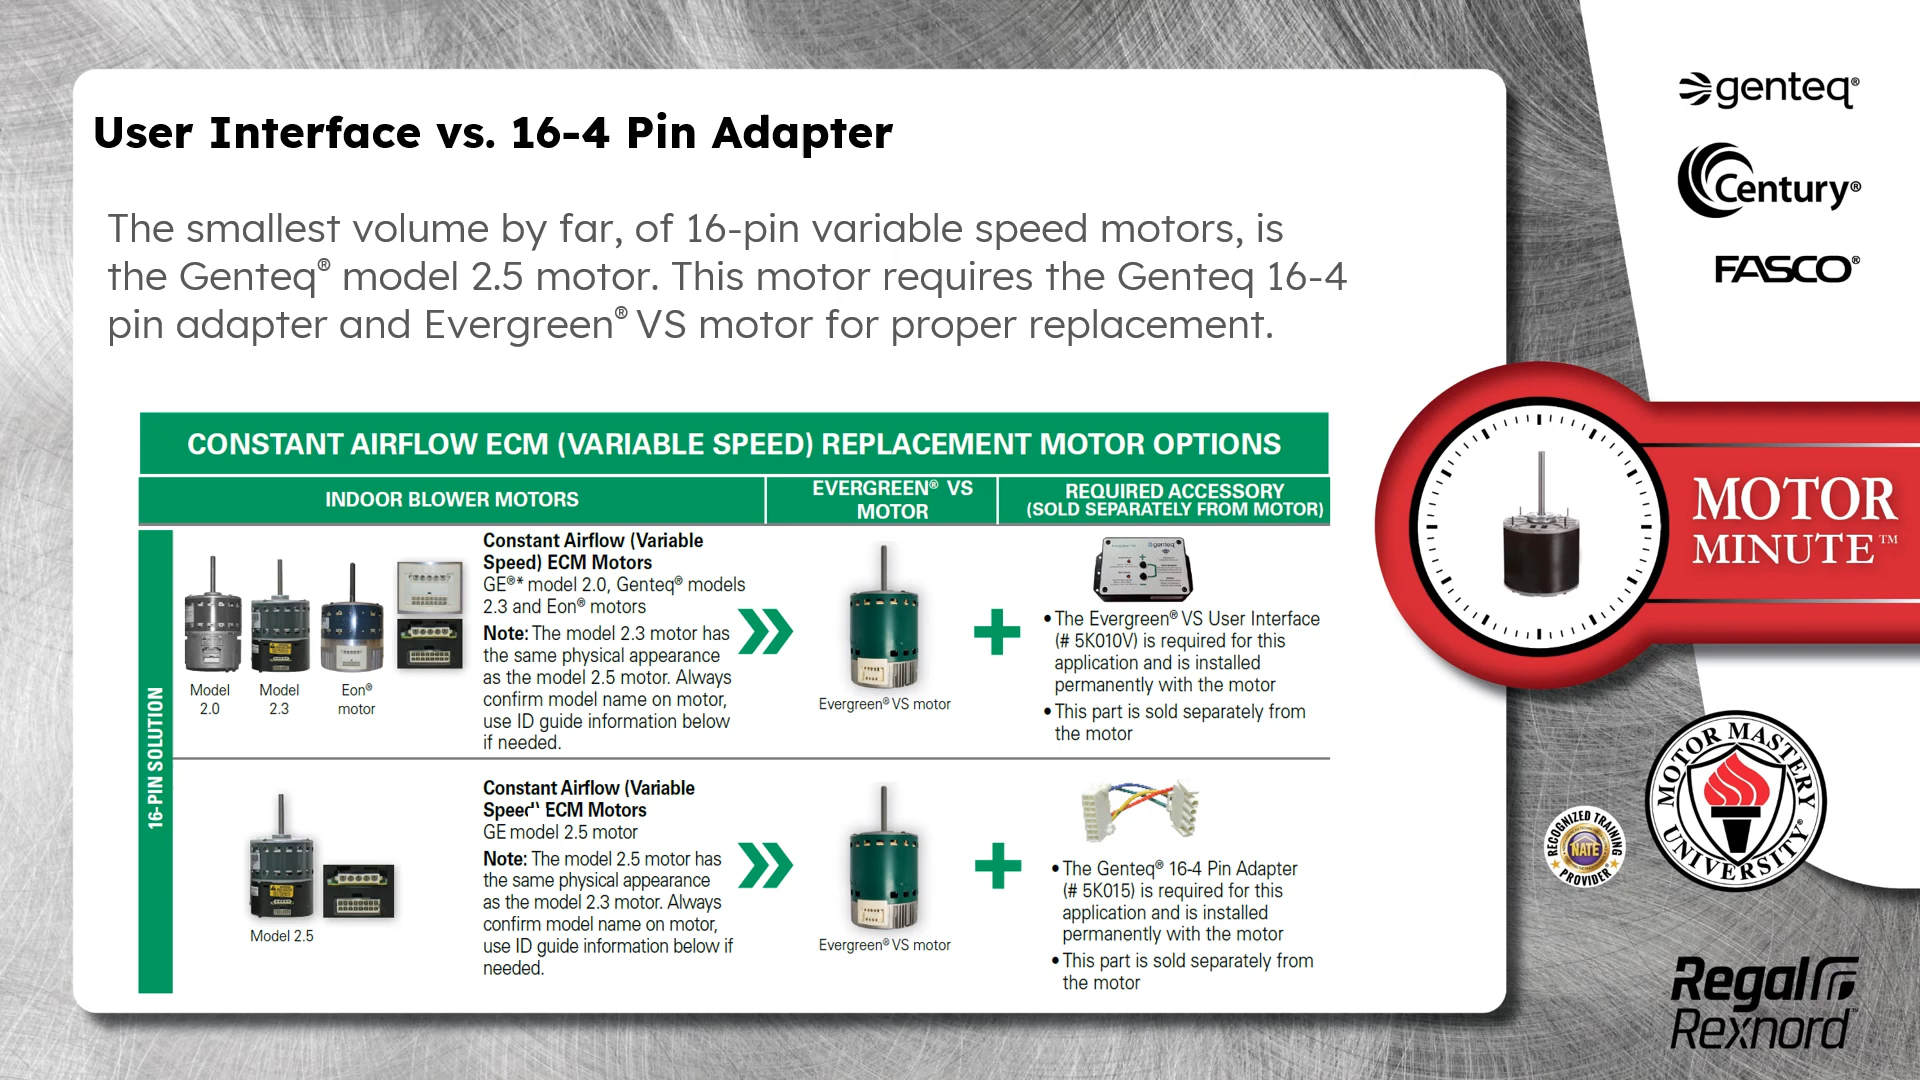 User Interface vs. 16-4 Pin Adapter
The smallest volume by far, of 16-pin variable speed motors, is
the Genteq® model 2.5 motor. This motor requires the Genteq 16-4
pin adapter and Evergreen® VS motor for proper replacement.
CONSTANT AIRFLOW ECM (VARIABLE SPEED) REPLACEMENT MOTOR OPTIONS
INDOOR BLOWER MOTORS
EVERGREEN® VS
MOTOR
REQUIRED ACCESSORY
(SOLD SEPARATELY FROM MOTOR)
16-PIN SOLUTION
Model
2.0
Model
2.3
Eon®
motor
Constant Airflow (Variable
Speed) ECM Motors
GE®* model 2.0, Genteq® models
2.3 and Eon® motors
Note: The model 2.3 motor has
the same physical appearance
as the model 2.5 motor. Always
confirm model name on motor,
use ID guide information below
if needed.
Evergreen® VS motor
genteq
• The Evergreen® VS User Interface
(# 5K010V) is required for this
application and is installed
permanently with the motor
• This part is sold separately from
the motor
Model 2.5
Constant Airflow (Variable
ECM Motors
GE model 2.5 motor
Note: The model 2.5 motor has
the same physical appearance
as the model 2.3 motor. Always
confirm model name on motor,
use ID guide information below if
needed.
Evergreen® VS motor
• The Genteq® 16-4 Pin Adapter
(# 5K015) is required for this
application and is installed
permanently with the motor
• This part is sold separately from
the motor
genteq®
Century®
FASCO®
MOTOR
MINUTE™
MOTOR MASTERY
UNIVERSITY®
RECOGNIZED TRAINING
NATE
PROVIDER
Regal
Rexnord™